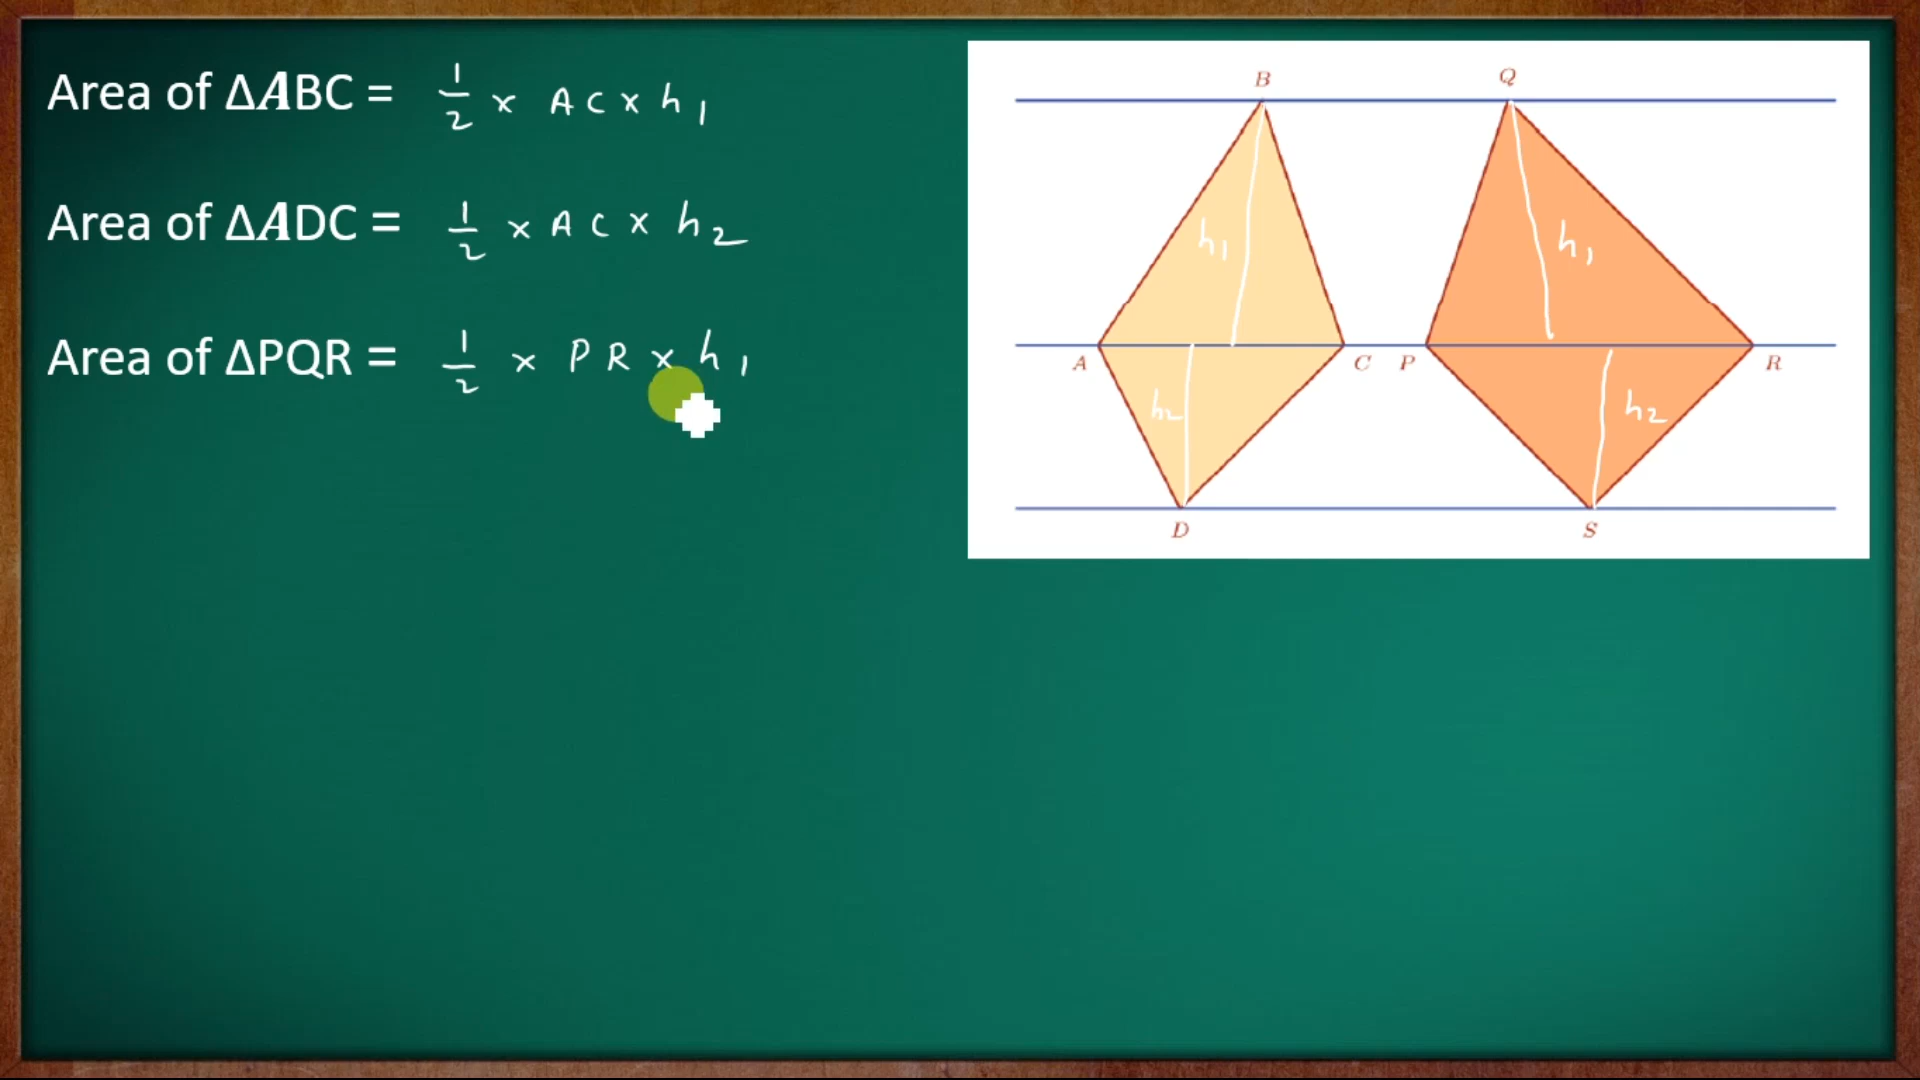 Area of ΔABC = 1/2 x AC x h1
Area of ΔADC = 1/2 x AC x h2
Area of ΔPQR = 1/2 x PR x h1
B Q
h1 h1
A C P R
h2 h2
D S